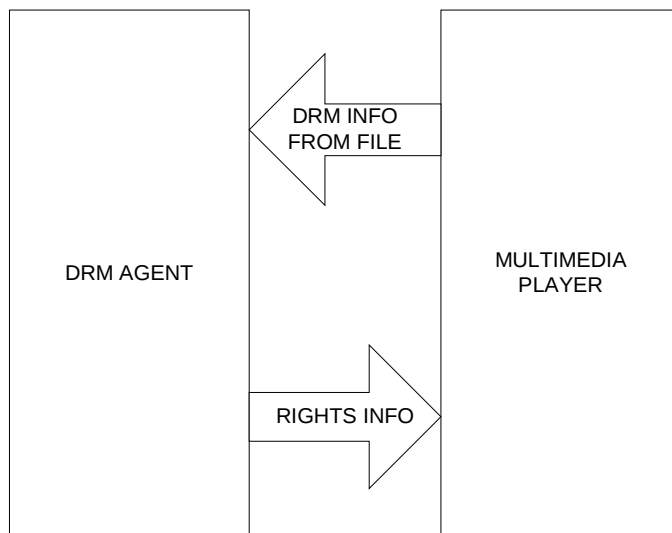 DRM INFO
FROM FILE
DRM AGENT
MULTIMEDIA
PLAYER
RIGHTS INFO